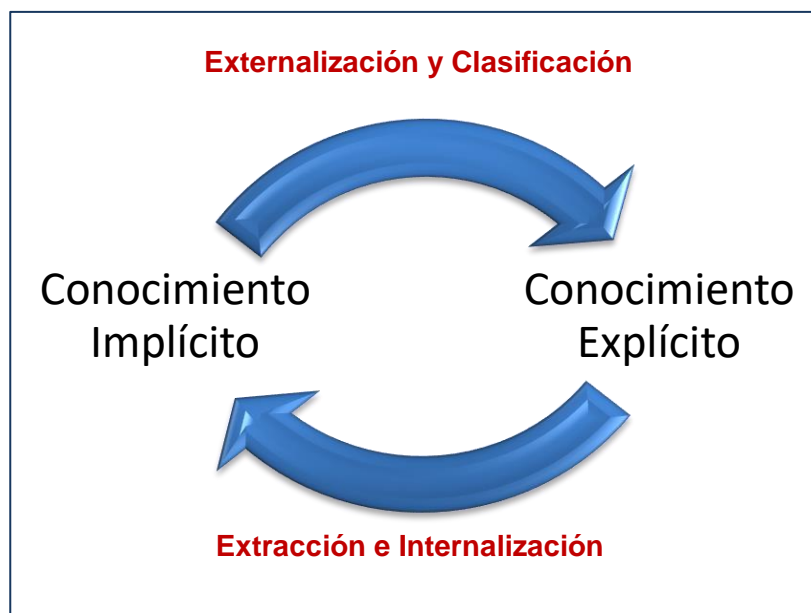 Externalización y Clasificación
Conocimiento
Implícito
Conocimiento
Explícito
Extracción e Internalización